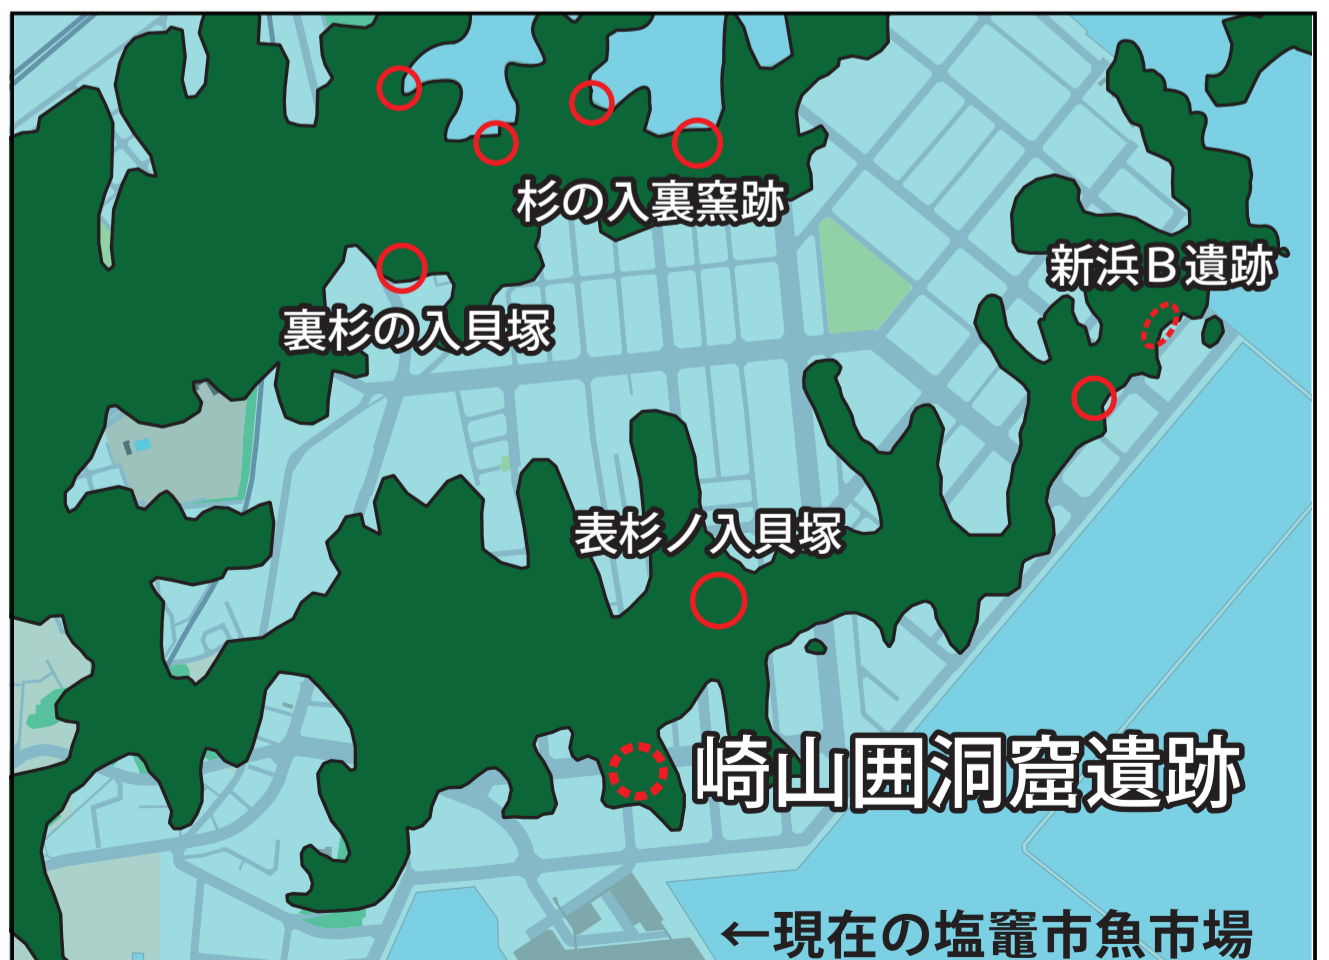 杉の入裏窯跡
新浜Ｂ遺跡
裏杉の入貝塚
表杉ノ入貝塚
崎山囲洞窟遺跡
←現在の塩竈市魚市場